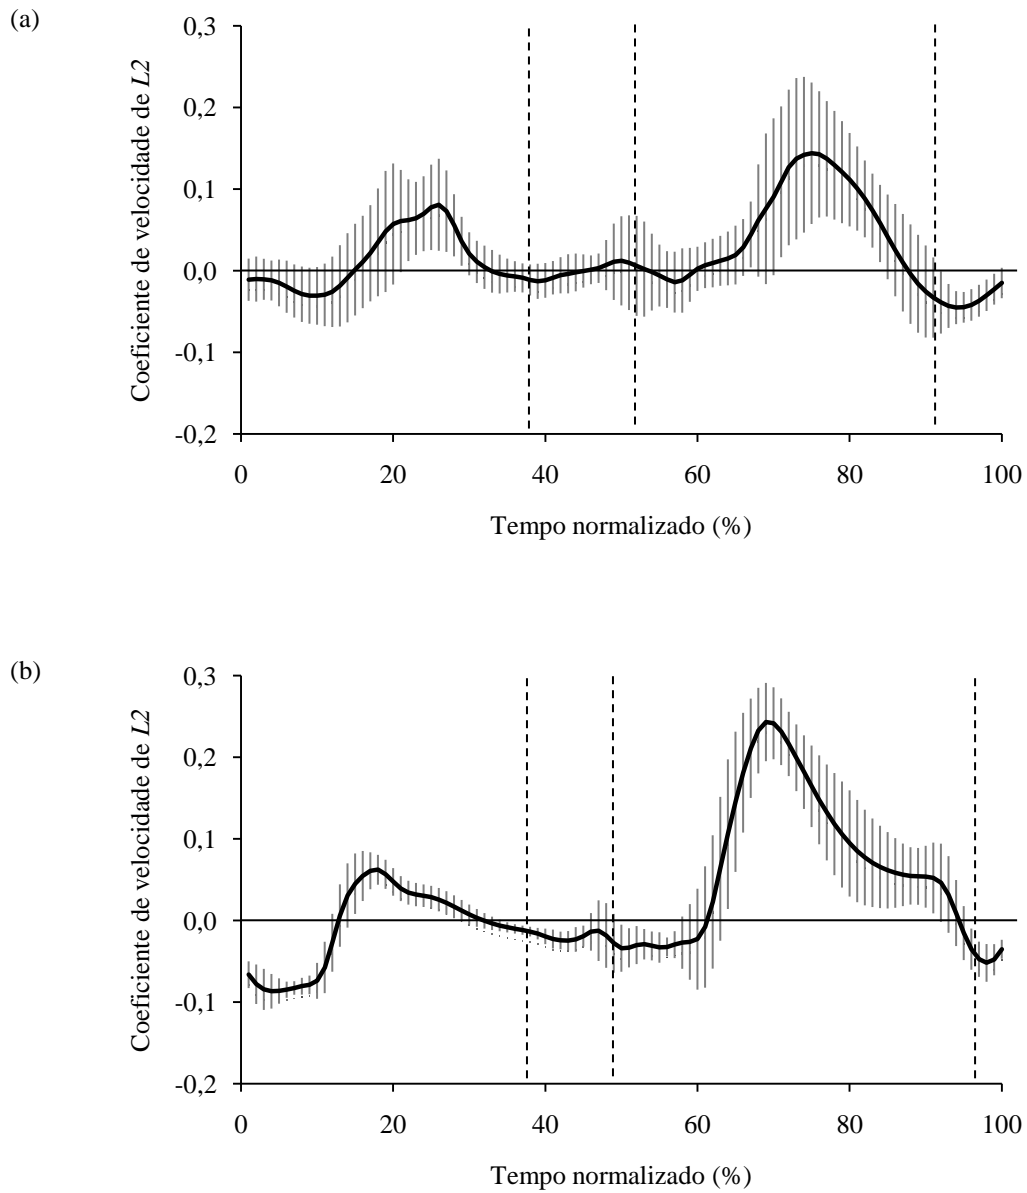 (a)
Coeficiente de velocidade de L2
0,3
0,2
0,1
0,0
-0,1
-0,2
0 20 40 60 80 100
Tempo normalizado (%)
(b)
Coeficiente de velocidade de L2
0,3
0,2
0,1
0,0
-0,1
-0,2
0 20 40 60 80 100
Tempo normalizado (%)